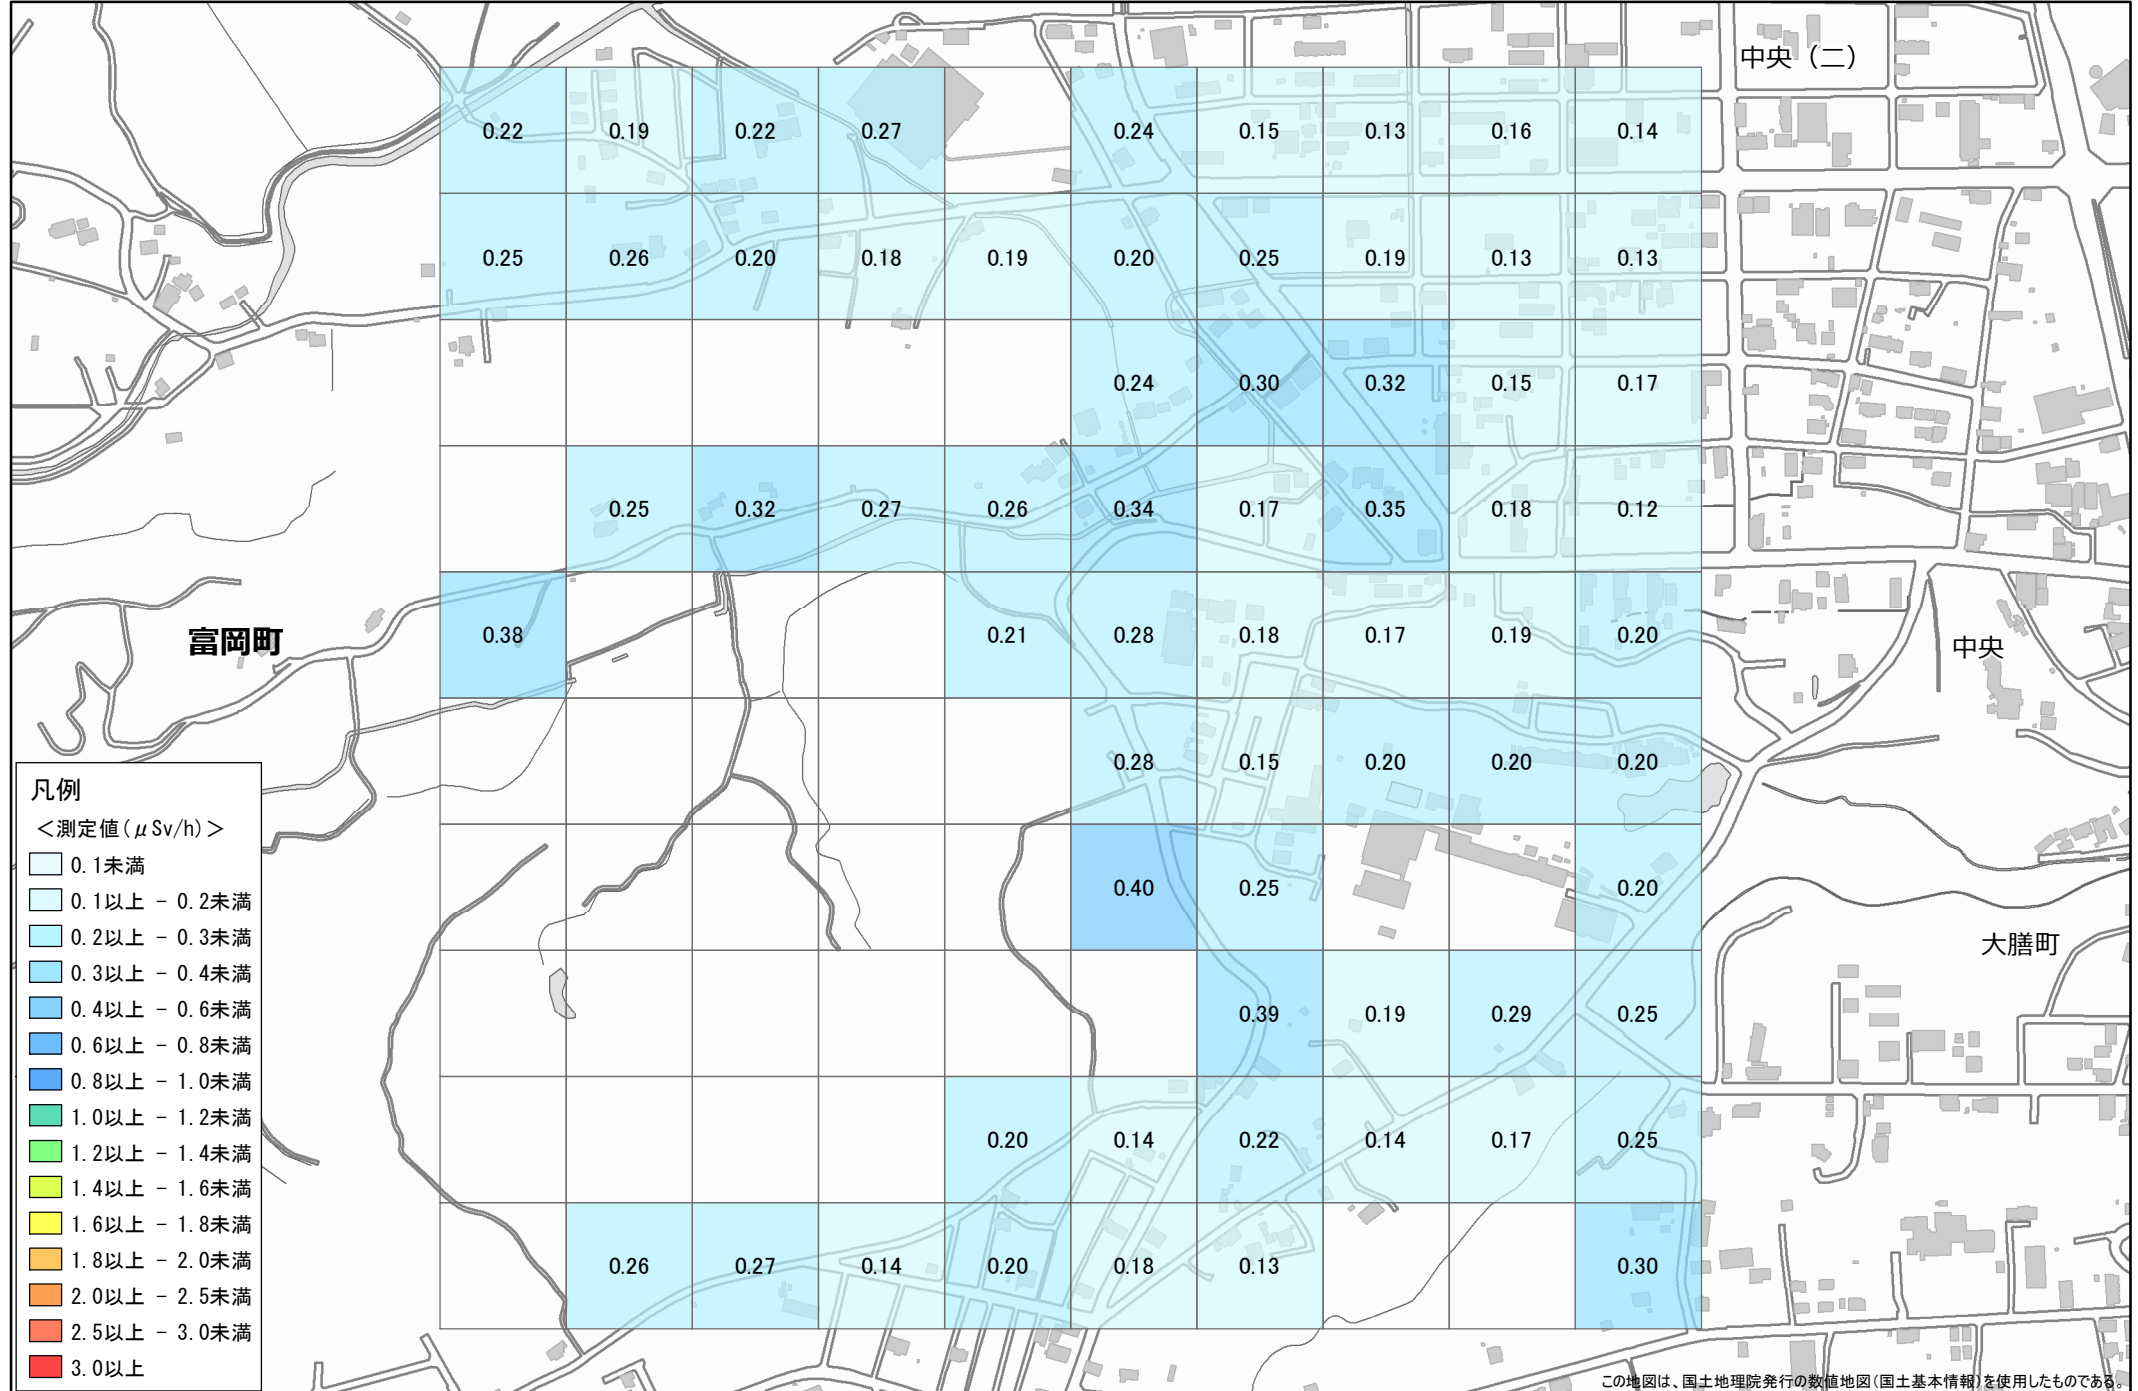 中央（二）
0.22 0.19 0.22 0.27 0.24 0.15 0.13 0.16 0.14
0.25 0.26 0.20 0.18 0.19 0.20 0.25 0.19 0.13 0.13
0.24 0.30 0.32 0.15 0.17
0.25 0.32 0.27 0.26 0.34 0.17 0.35 0.18 0.12
0.38 0.21 0.28 0.18 0.17 0.19 0.20
富岡町
中央
0.28 0.15 0.20 0.20 0.20
0.40 0.25 0.20
大膳町
0.39 0.19 0.29 0.25
0.20 0.14 0.22 0.14 0.17 0.25
0.26 0.27 0.14 0.20 0.18 0.13 0.30
凡例
＜測定値(μSv/h)＞
0.1未満
0.1以上 - 0.2未満
0.2以上 - 0.3未満
0.3以上 - 0.4未満
0.4以上 - 0.6未満
0.6以上 - 0.8未満
0.8以上 - 1.0未満
1.0以上 - 1.2未満
1.2以上 - 1.4未満
1.4以上 - 1.6未満
1.6以上 - 1.8未満
1.8以上 - 2.0未満
2.0以上 - 2.5未満
2.5以上 - 3.0未満
3.0以上
この地図は、国土地理院発行の数値地図(国土基本情報)を使用したものである。